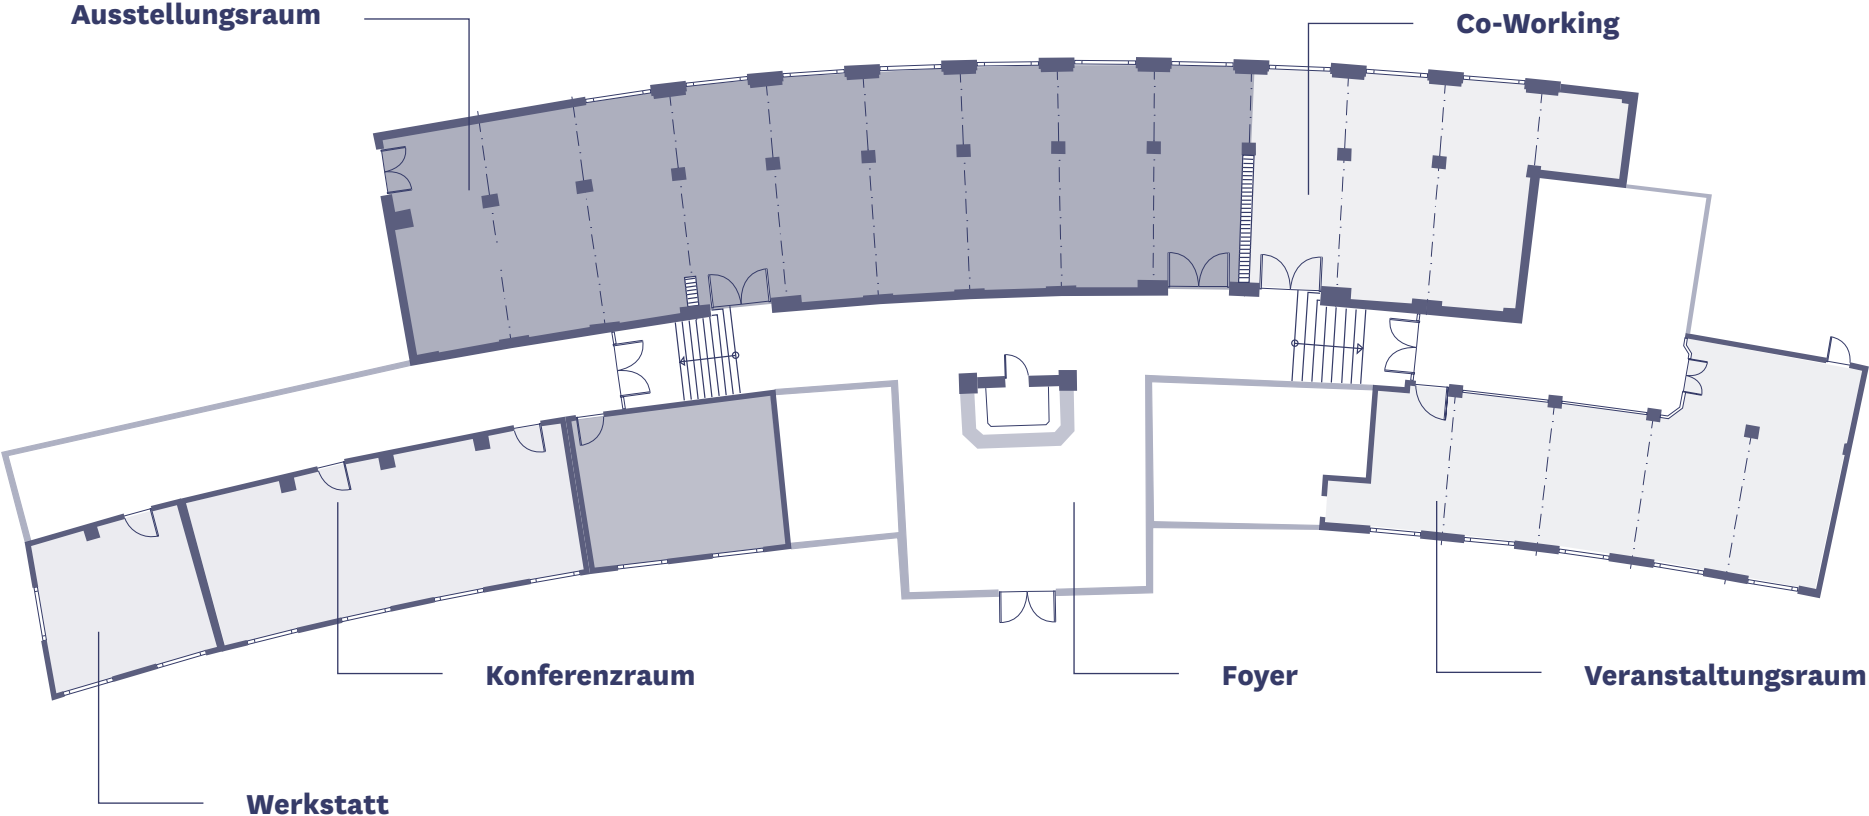 Ausstellungsraum
Co-Working
Konferenzraum
Foyer
Veranstaltungsraum
Werkstatt